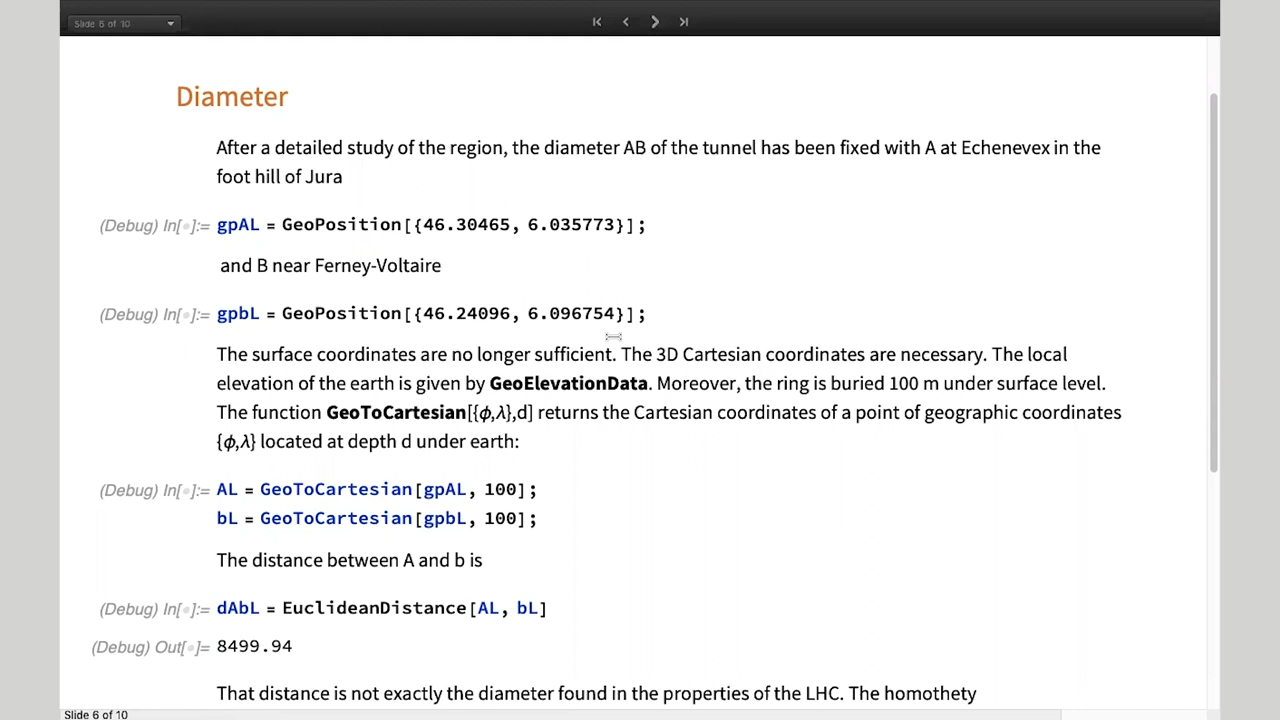 Slide 6 of 10
Diameter
After a detailed study of the region, the diameter AB of the tunnel has been fixed with A at Echenevex in the
foot hill of Jura
(Debug) In[◦]:= gpAL = GeoPosition[{46.30465, 6.035773}];
and B near Ferney-Voltaire
(Debug) In[◦]:= gpbL = GeoPosition[{46.24096, 6.096754}];
The surface coordinates are no longer sufficient. The 3D Cartesian coordinates are necessary. The local
elevation of the earth is given by GeoElevationData. Moreover, the ring is buried 100 m under surface level.
The function GeoToCartesian[{ϕ,λ},d] returns the Cartesian coordinates of a point of geographic coordinates
{ϕ,λ} located at depth d under earth:
(Debug) In[◦]:= AL = GeoToCartesian[gpAL, 100];
bL = GeoToCartesian[gpbL, 100];
The distance between A and b is
(Debug) In[◦]:= dAbL = EuclideanDistance[AL, bL]
(Debug) Out[◦]= 8499.94
That distance is not exactly the diameter found in the properties of the LHC. The homothety
Slide 6 of 10